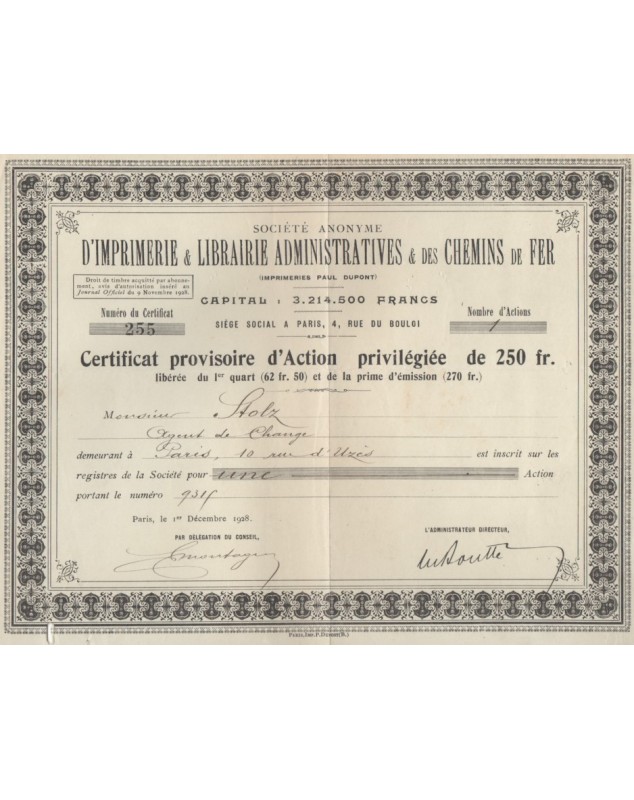 SOCIÉTÉ ANONYME
D'IMPRIMERIE & LIBRAIRIE ADMINISTRATIVES & DES CHEMINS DE FER
(IMPRIMERIES PAUL DUPONT)
Droit de timbre acquitté par abonne-
ment, avis d'autorisation inséré au
Journal Officiel du 9 Novembre 1928.
CAPITAL : 3.214.500 FRANCS
Numéro du Certificat
255
SIÈGE SOCIAL A PARIS, 4, RUE DU BOULOI
Nombre d'Actions
1
Certificat provisoire d'Action privilégiée de 250 fr.
libérée du 1er quart (62 fr. 50) et de la prime d'émission (270 fr.)
Monsieur Stolz
Agent de Change
demeurant à Paris, 10 rue d'Uzès est inscrit sur les
registres de la Société pour une Action
portant le numéro
Paris, le 1er Décembre 1928.
PAR DÉLÉGATION DU CONSEIL,
L'ADMINISTRATEUR DIRECTEUR,
PARIS, IMP. P. DUPONT (B.)